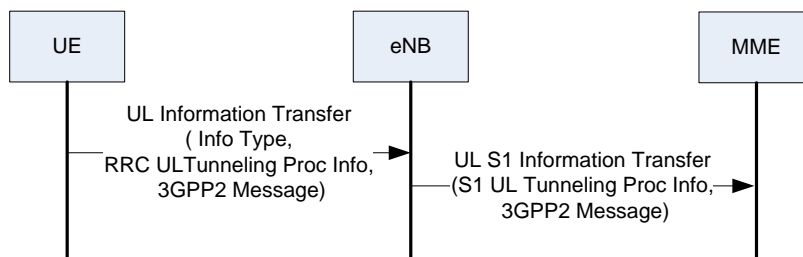 UE
eNB
MME
UL Information Transfer
( Info Type,
RRC ULTunneling Proc Info,
3GPP2 Message)
UL S1 Information Transfer
(S1 UL Tunneling Proc Info,
3GPP2 Message)